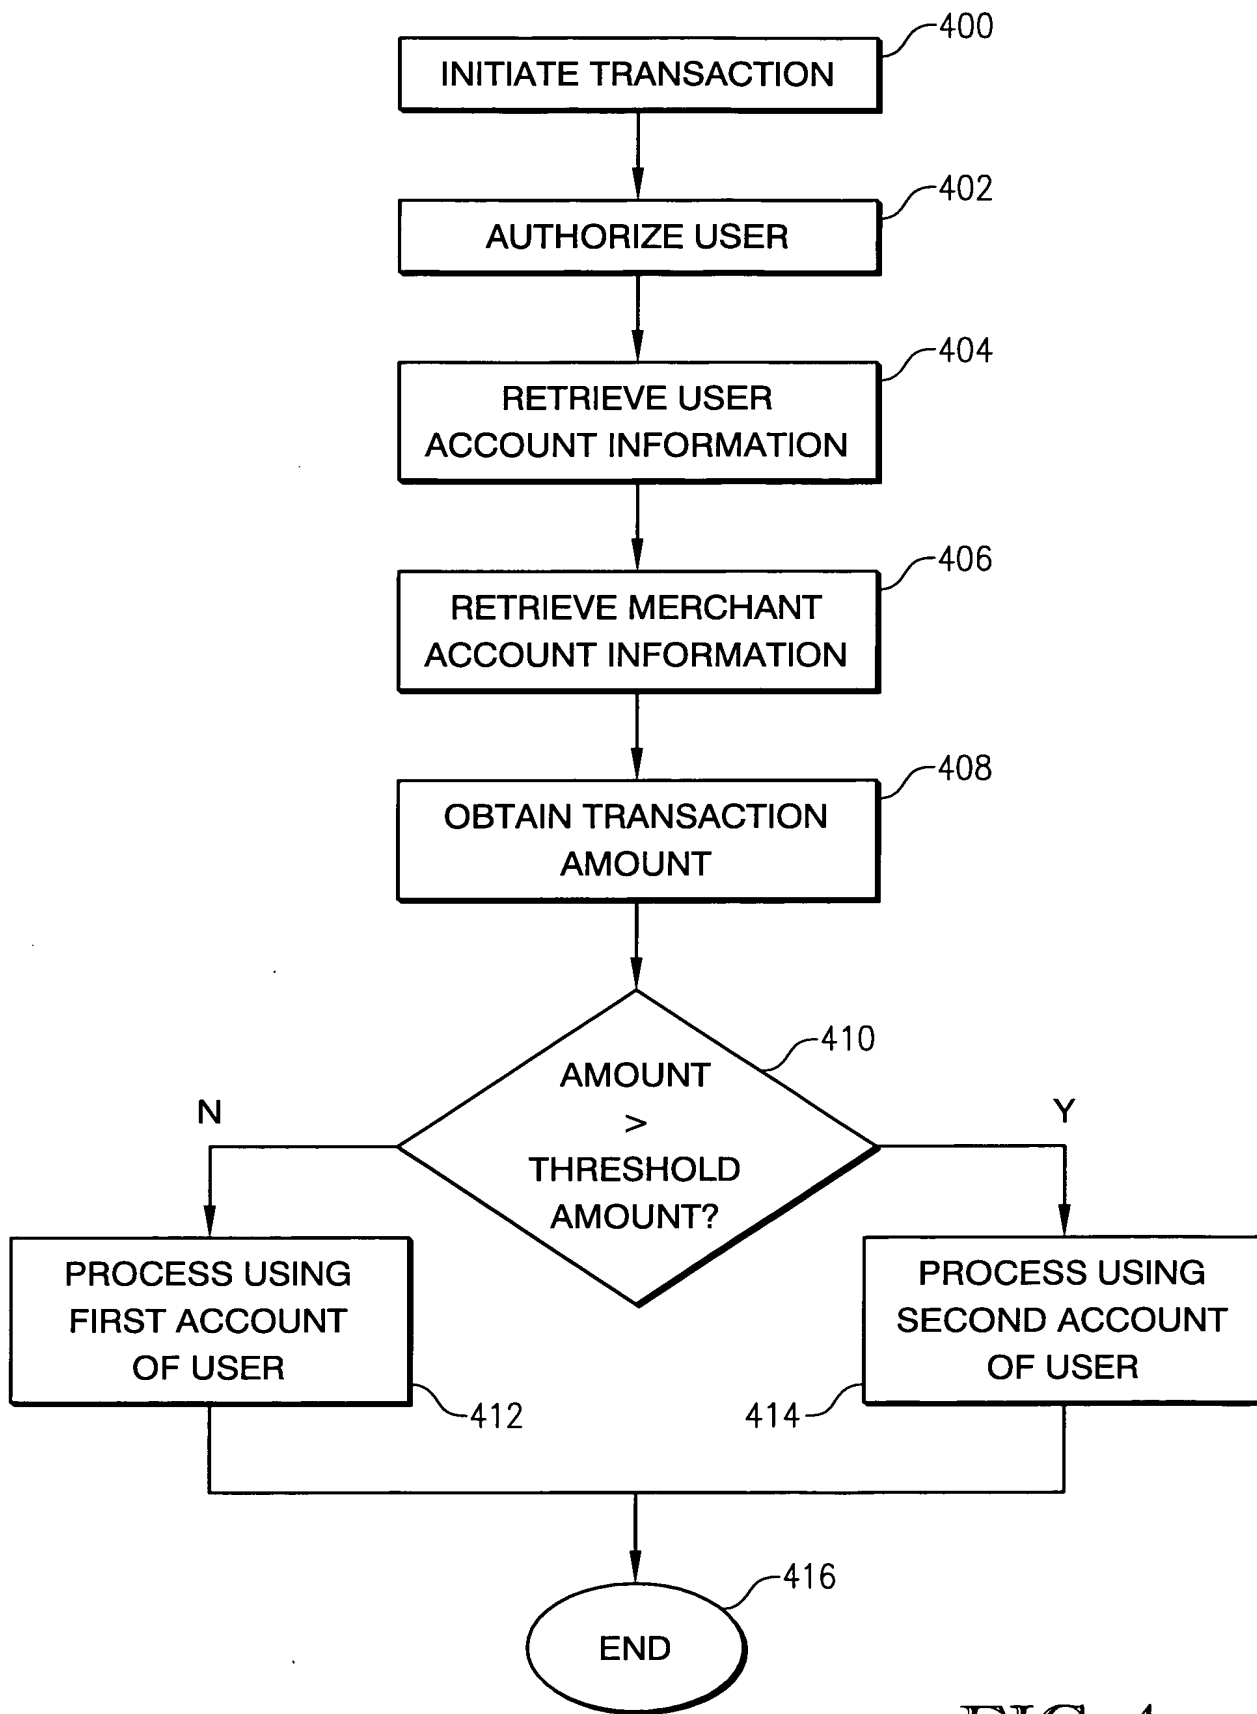 400
INITIATE TRANSACTION
402
AUTHORIZE USER
404
RETRIEVE USER
ACCOUNT INFORMATION
406
RETRIEVE MERCHANT
ACCOUNT INFORMATION
408
OBTAIN TRANSACTION
AMOUNT
410
AMOUNT
>
THRESHOLD
AMOUNT?
N
Y
PROCESS USING
FIRST ACCOUNT
OF USER
412
PROCESS USING
SECOND ACCOUNT
OF USER
414
416
END
FIG. 4